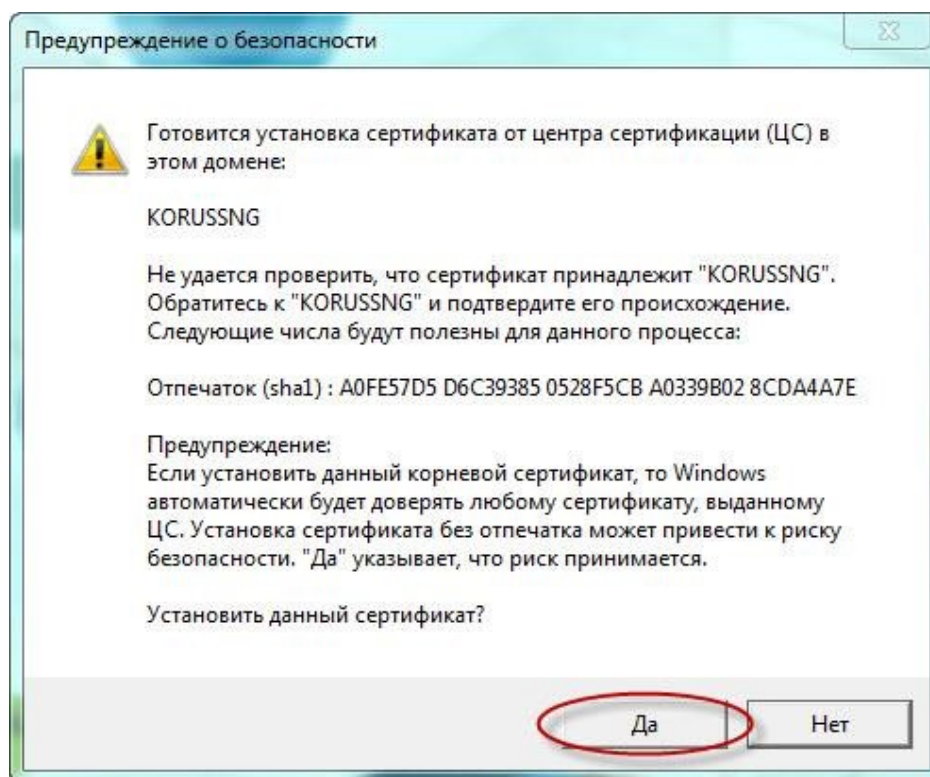 Предупреждение о безопасности
Готовится установка сертификата от центра сертификации (ЦС) в
этом домене:
KORUSSNG
Не удается проверить, что сертификат принадлежит "KORUSSNG".
Обратитесь к "KORUSSNG" и подтвердите его происхождение.
Следующие числа будут полезны для данного процесса:
Отпечаток (sha1) : A0FE57D5 D6C39385 0528F5CB A0339B02 8CDA4A7E
Предупреждение:
Если установить данный корневой сертификат, то Windows
автоматически будет доверять любому сертификату, выданному
ЦС. Установка сертификата без отпечатка может привести к риску
безопасности. "Да" указывает, что риск принимается.
Установить данный сертификат?
Да
Нет